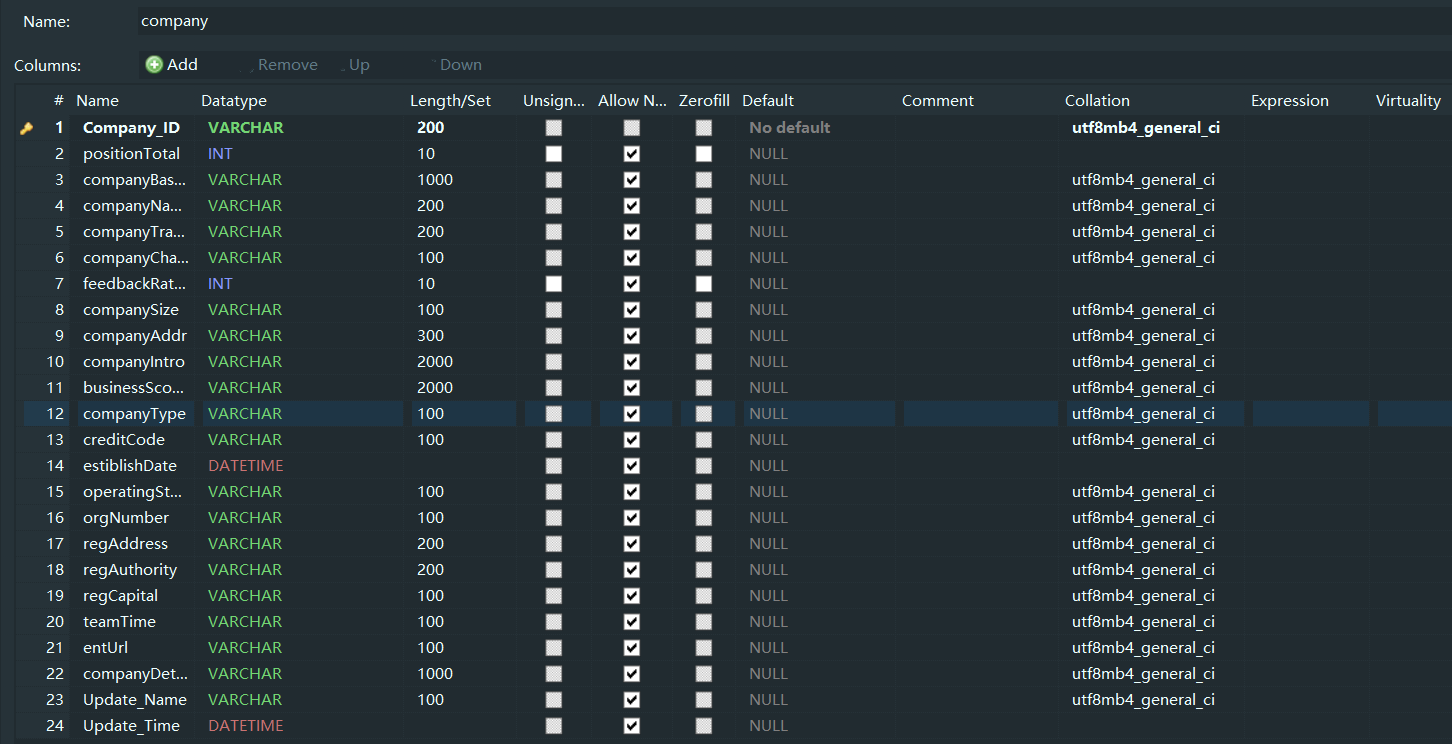 Name: company
Columns: Add Remove Up Down
# Name Datatype Length/Set Unsign... Allow N... Zerofill Default Comment Collation Expression Virtuality
1 Company_ID VARCHAR 200 No default utf8mb4_general_ci
2 positionTotal INT 10 NULL
3 companyBas... VARCHAR 1000 NULL utf8mb4_general_ci
4 companyNa... VARCHAR 200 NULL utf8mb4_general_ci
5 companyTra... VARCHAR 200 NULL utf8mb4_general_ci
6 companyCha... VARCHAR 100 NULL utf8mb4_general_ci
7 feedbackRat... INT 10 NULL
8 companySize VARCHAR 100 NULL utf8mb4_general_ci
9 companyAddr VARCHAR 300 NULL utf8mb4_general_ci
10 companyIntro VARCHAR 2000 NULL utf8mb4_general_ci
11 businessSco... VARCHAR 2000 NULL utf8mb4_general_ci
12 companyType VARCHAR 100 NULL utf8mb4_general_ci
13 creditCode VARCHAR 100 NULL utf8mb4_general_ci
14 estiblishDate DATETIME NULL
15 operatingSt... VARCHAR 100 NULL utf8mb4_general_ci
16 orgNumber VARCHAR 100 NULL utf8mb4_general_ci
17 regAddress VARCHAR 200 NULL utf8mb4_general_ci
18 regAuthority VARCHAR 200 NULL utf8mb4_general_ci
19 regCapital VARCHAR 100 NULL utf8mb4_general_ci
20 teamTime VARCHAR 100 NULL utf8mb4_general_ci
21 entUrl VARCHAR 100 NULL utf8mb4_general_ci
22 companyDet... VARCHAR 1000 NULL utf8mb4_general_ci
23 Update_Name VARCHAR 100 NULL utf8mb4_general_ci
24 Update_Time DATETIME NULL